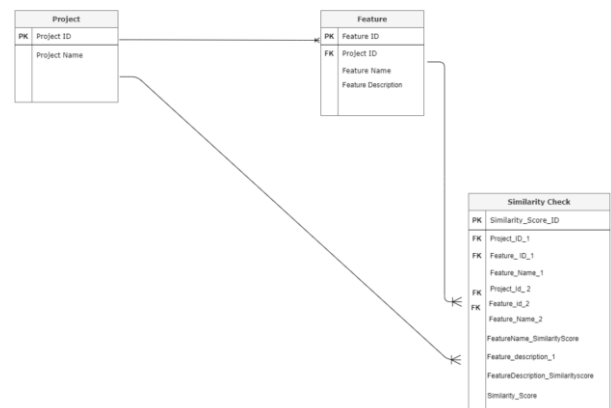 Project
PK Project ID
Project Name
Feature
PK Feature ID
FK Project ID
Feature Name
Feature Description
Similarity Check
PK Similarity_Score_ID
FK Project_ID_1
FK Feature_ ID_1
Feature_Name_1
FK Project_Id_ 2
FK Feature_id_2
Feature_Name_2
FeatureName_SimilarityScore
Feature_description_1
FeatureDescription_Similarityscore
Similarity_Score